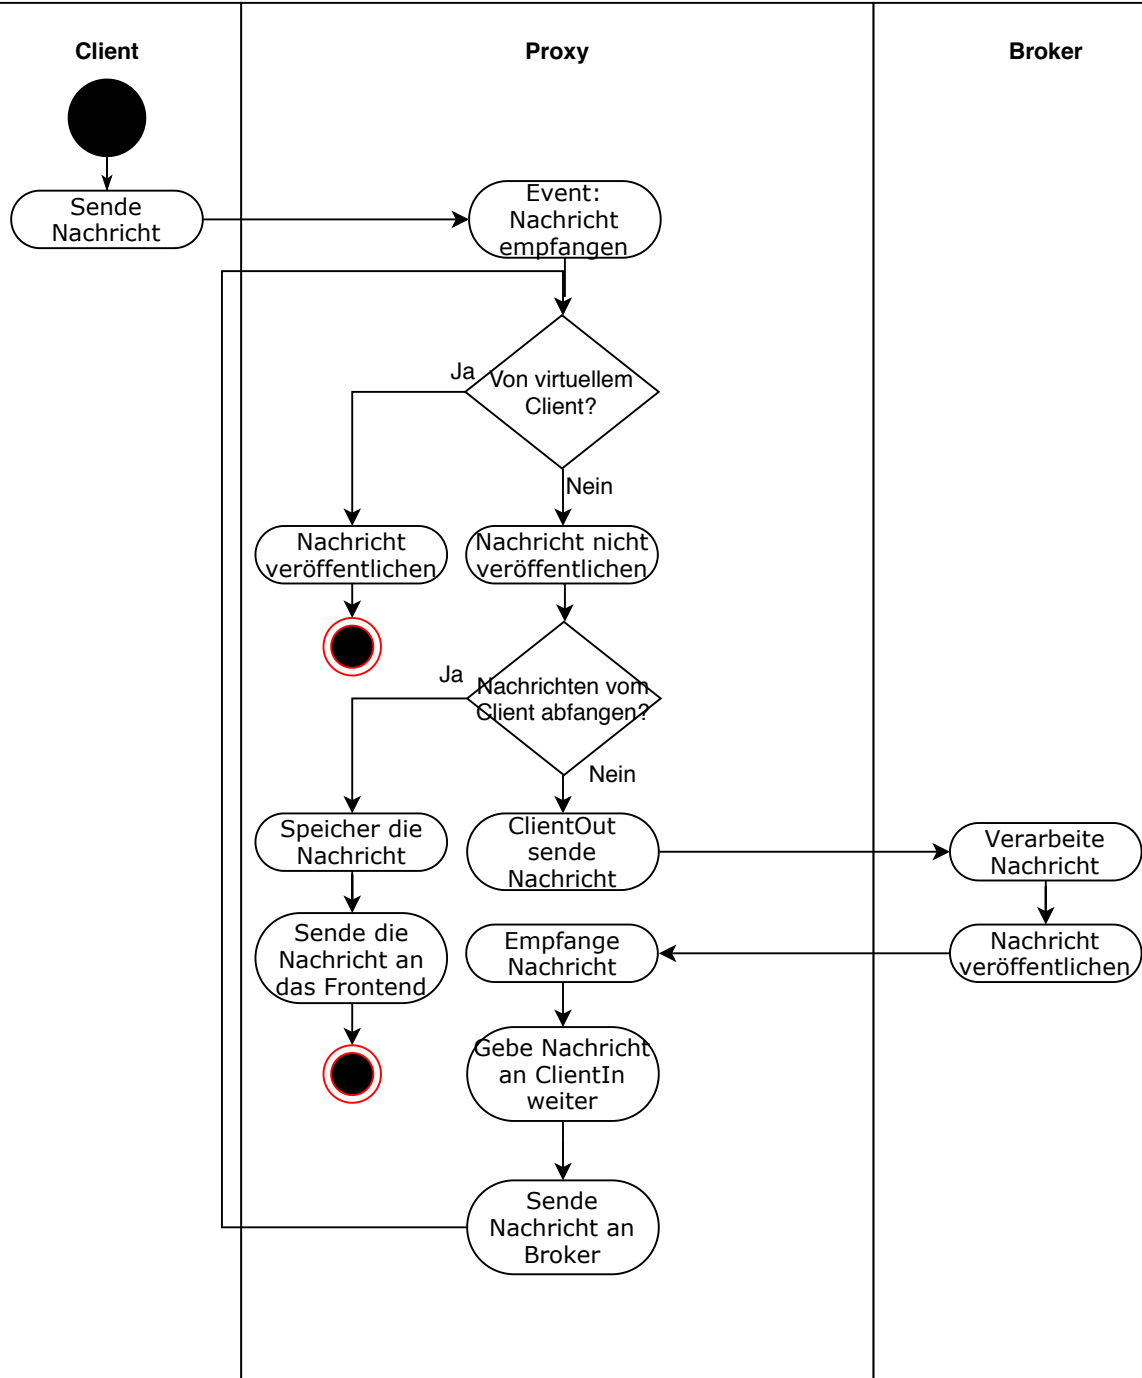 Client
Proxy
Broker
Sende
Nachricht
Event:
Nachricht
empfangen
Ja
Von virtuellem
Client?
Nein
Nachricht
veröffentlichen
Nachricht nicht
veröffentlichen
Ja
Nachrichten vom
Client abfangen?
Nein
Speicher die
Nachricht
ClientOut
sende
Nachricht
Verarbeite
Nachricht
Sende die
Nachricht an
das Frontend
Empfange
Nachricht
Nachricht
veröffentlichen
Gebe Nachricht
an ClientIn
weiter
Sende
Nachricht an
Broker